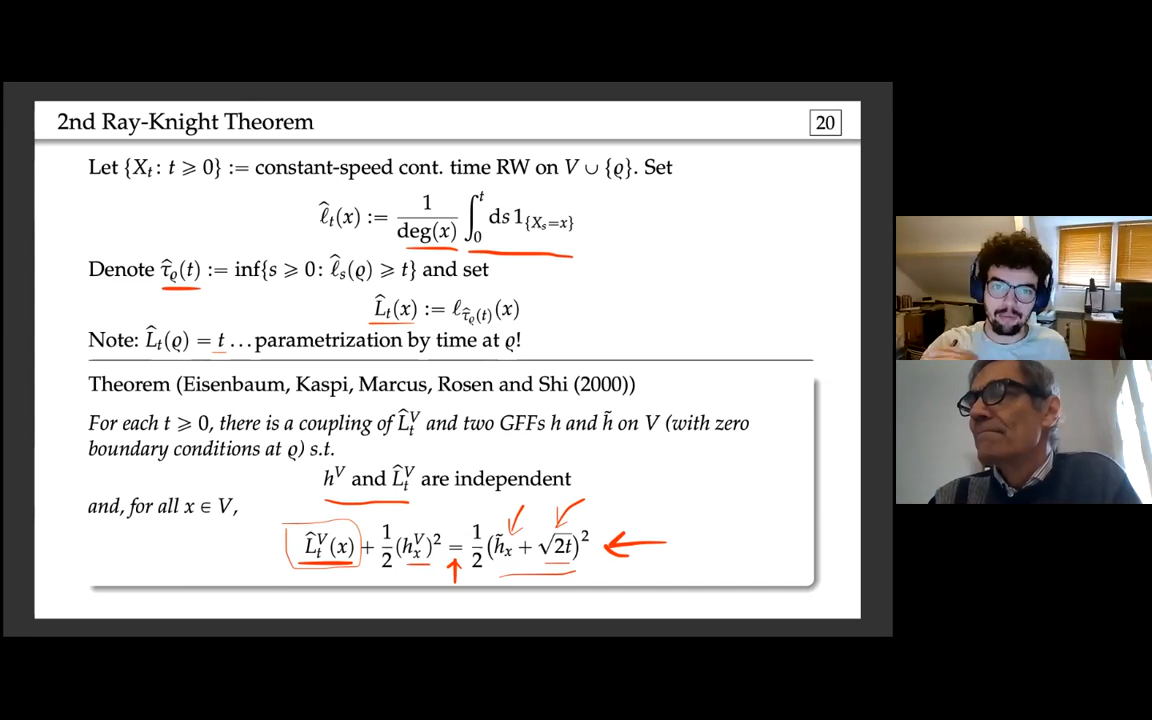 2nd Ray-Knight Theorem
20
Let {X_t : t ⩾ 0} := constant-speed cont. time RW on V ∪ {ϱ}. Set
ℓ̂_t(x) := 1/deg(x) ∫_0^t ds 1_{X_s=x}
Denote τ̂_ϱ(t) := inf{s ⩾ 0 : ℓ̂_s(ϱ) ⩾ t} and set
L̂_t(x) := ℓ_{τ̂_ϱ(t)}(x)
Note: L̂_t(ϱ) = t ... parametrization by time at ϱ!
Theorem (Eisenbaum, Kaspi, Marcus, Rosen and Shi (2000))
For each t ⩾ 0, there is a coupling of L̂_t^V and two GFFs h and h̃ on V (with zero
boundary conditions at ϱ) s.t.
h^V and L̂_t^V are independent
and, for all x ∈ V,
L̂_t^V(x) + 1/2 (h_x^V)^2 = 1/2 (h̃_x + √2t)^2